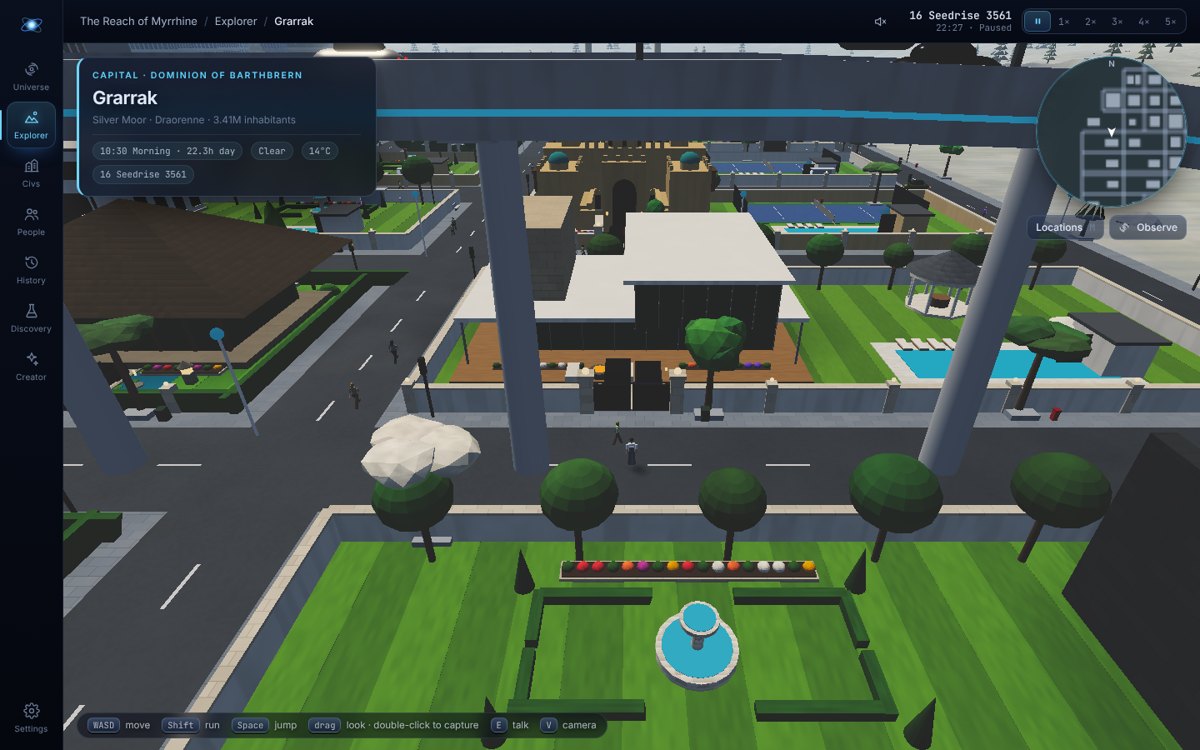 The Reach of Myrrhine / Explorer / Grarrak
16 Seedrise 3561
22:27 · Paused
1× 2× 3× 4× 5×
Universe
Explorer
Civs
People
History
Discovery
Creator
Settings
CAPITAL · DOMINION OF BARTHBRERN
Grarrak
Silver Moor · Draorenne · 3.41M inhabitants
10:30 Morning · 22.3h day
Clear
14°C
16 Seedrise 3561
N
Locations
Observe
WASD move Shift run Space jump drag look · double-click to capture E talk V camera